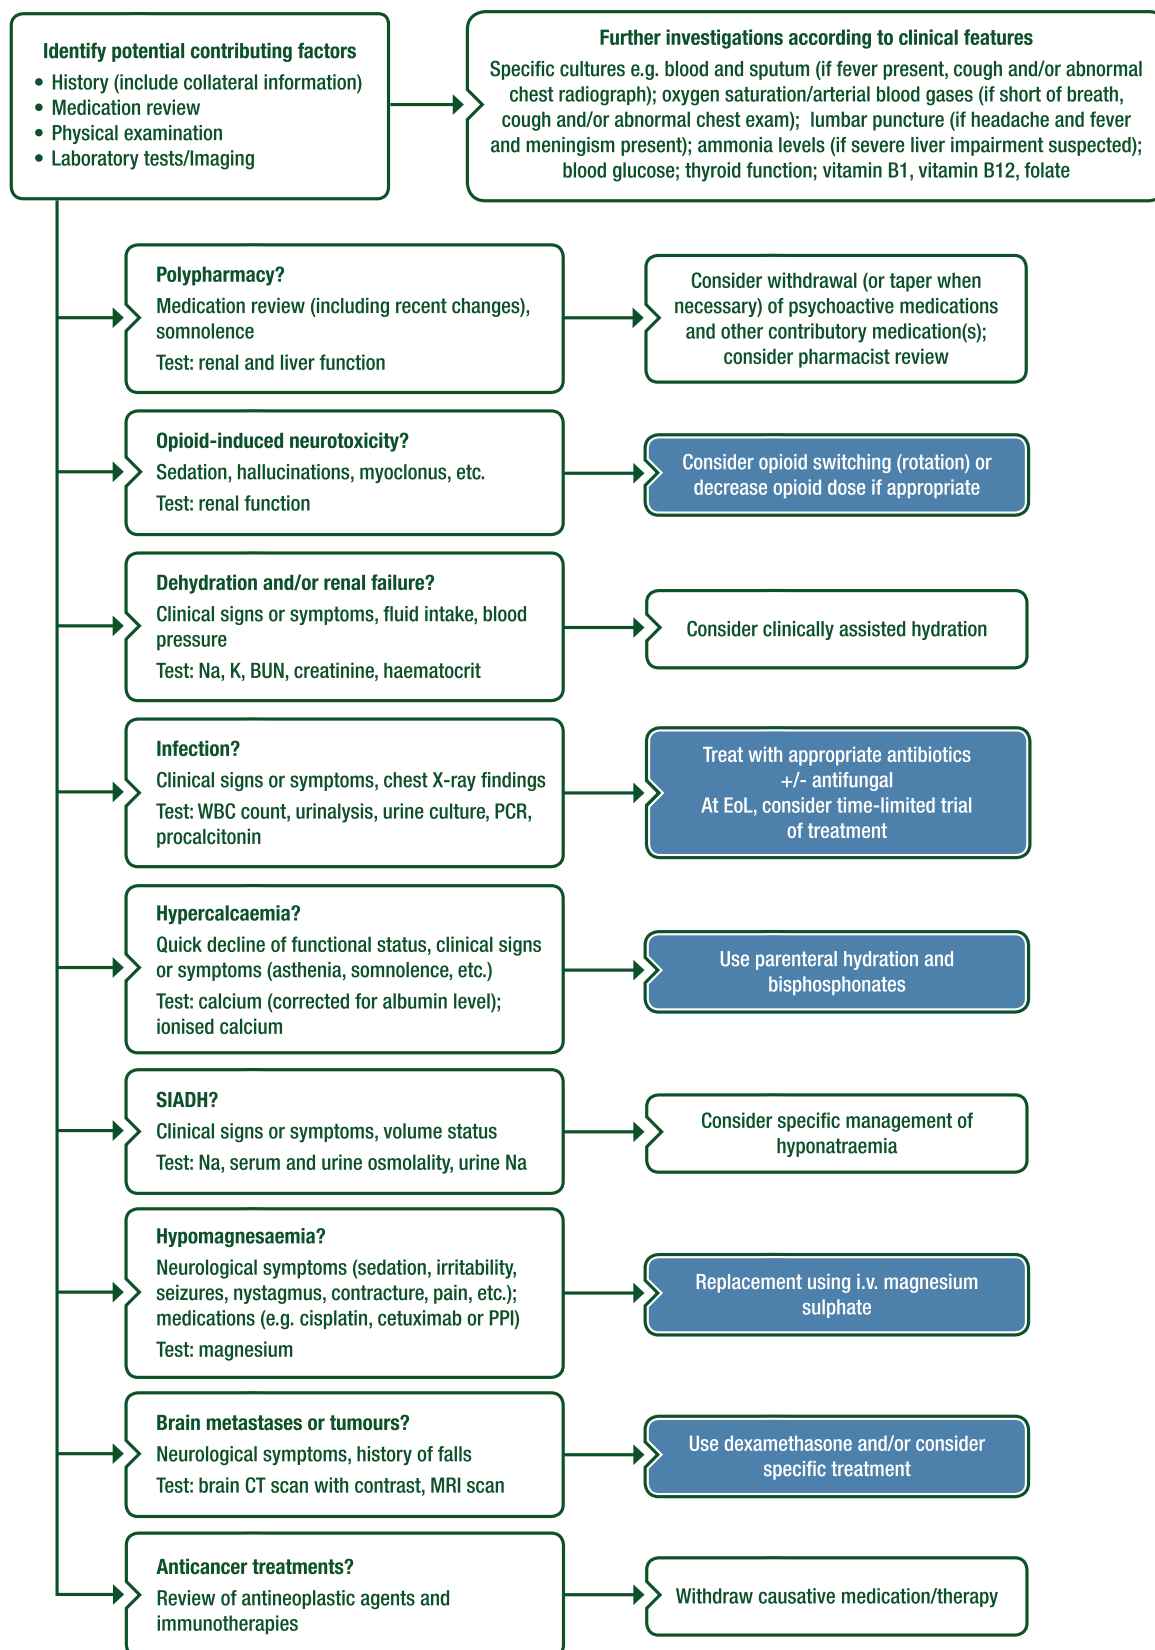 Identify potential contributing factors
• History (include collateral information)
• Medication review
• Physical examination
• Laboratory tests/Imaging
Further investigations according to clinical features
Specific cultures e.g. blood and sputum (if fever present, cough and/or abnormal
chest radiograph); oxygen saturation/arterial blood gases (if short of breath,
cough and/or abnormal chest exam); lumbar puncture (if headache and fever
and meningism present); ammonia levels (if severe liver impairment suspected);
blood glucose; thyroid function; vitamin B1, vitamin B12, folate
Polypharmacy?
Medication review (including recent changes),
somnolence
Test: renal and liver function
Consider withdrawal (or taper when
necessary) of psychoactive medications
and other contributory medication(s);
consider pharmacist review
Opioid-induced neurotoxicity?
Sedation, hallucinations, myoclonus, etc.
Test: renal function
Consider opioid switching (rotation) or
decrease opioid dose if appropriate
Dehydration and/or renal failure?
Clinical signs or symptoms, fluid intake, blood
pressure
Test: Na, K, BUN, creatinine, haematocrit
Consider clinically assisted hydration
Infection?
Clinical signs or symptoms, chest X-ray findings
Test: WBC count, urinalysis, urine culture, PCR,
procalcitonin
Treat with appropriate antibiotics
+/- antifungal
At EoL, consider time-limited trial
of treatment
Hypercalcaemia?
Quick decline of functional status, clinical signs
or symptoms (asthenia, somnolence, etc.)
Test: calcium (corrected for albumin level);
ionised calcium
Use parenteral hydration and
bisphosphonates
SIADH?
Clinical signs or symptoms, volume status
Test: Na, serum and urine osmolality, urine Na
Consider specific management of
hyponatraemia
Hypomagnesaemia?
Neurological symptoms (sedation, irritability,
seizures, nystagmus, contracture, pain, etc.);
medications (e.g. cisplatin, cetuximab or PPI)
Test: magnesium
Replacement using i.v. magnesium
sulphate
Brain metastases or tumours?
Neurological symptoms, history of falls
Test: brain CT scan with contrast, MRI scan
Use dexamethasone and/or consider
specific treatment
Anticancer treatments?
Review of antineoplastic agents and
immunotherapies
Withdraw causative medication/therapy